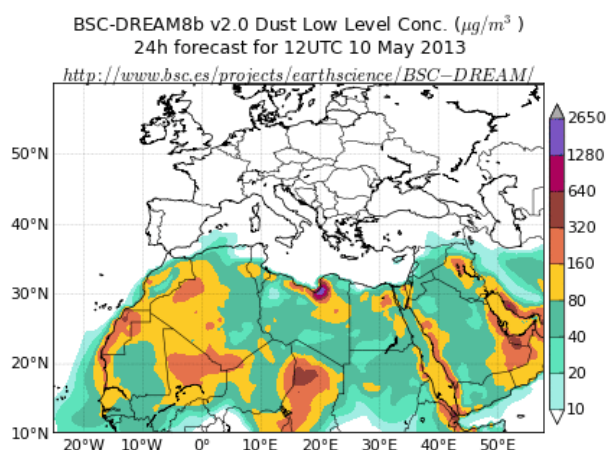 BSC-DREAM8b v2.0 Dust Low Level Conc. (μg/m³ )
24h forecast for 12UTC 10 May 2013
http://www.bsc.es/projects/earthscience/BSC−DREAM/
2650
1280
640
320
160
80
40
20
10
50°N
40°N
30°N
20°N
10°N
20°W 10°W 0° 10°E 20°E 30°E 40°E 50°E